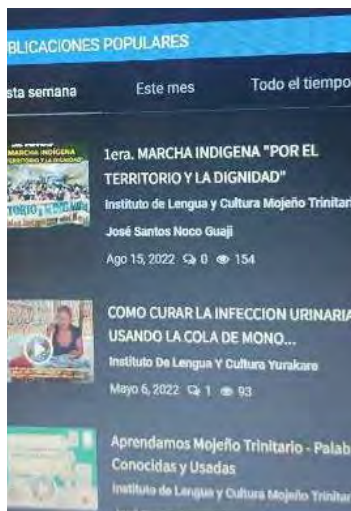 BLICACIONES POPULARES
sta semana Este mes Todo el tiempo
MARCHA INDIGENA
1era. MARCHA INDIGENA "POR EL
TERRITORIO Y LA DIGNIDAD"
Instituto de Lengua y Cultura Mojeño Trinitari
José Santos Noco Guaji
Ago 15, 2022 0 154
COMO CURAR LA INFECCION URINARIA
USANDO LA COLA DE MONO...
Instituto De Lengua Y Cultura Yurakare
Mayo 6, 2022 1 93
Aprendamos Mojeño Trinitario - Palab
Conocidas y Usadas
Instituto de Lengua y Cultura Mojeño Trinitar